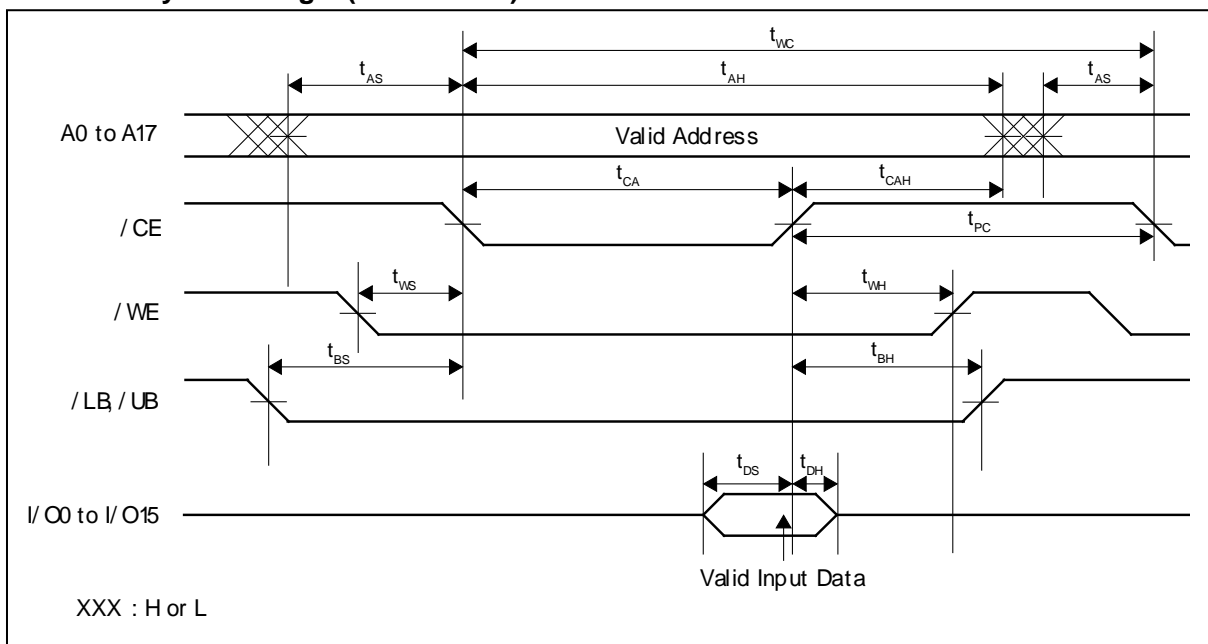 t_WC
t_AS t_AH t_AS
A0 to A17 Valid Address
t_CA t_CAH
/CE
t_PC
t_WS t_WH
/WE
t_BS t_BH
/LB, /UB
t_DS t_DH
I/O0 to I/O15
Valid Input Data
XXX : H or L